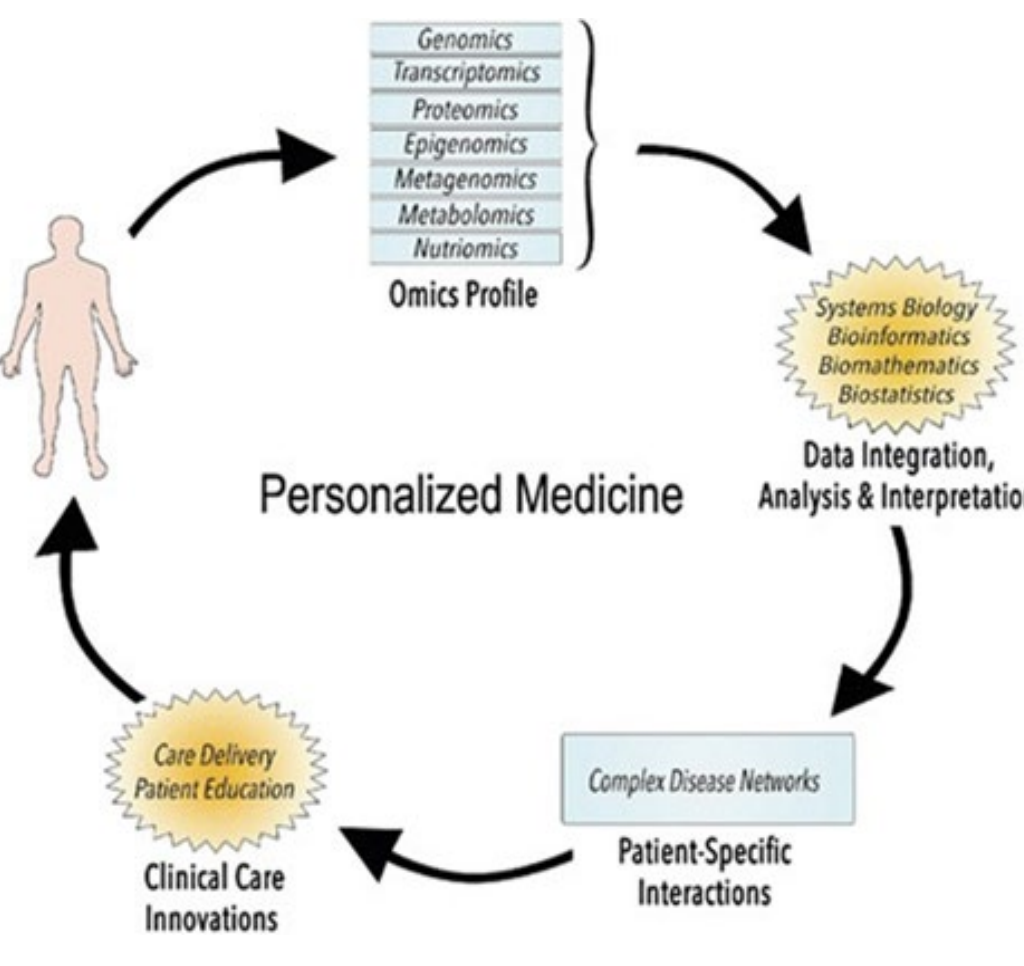 Genomics
Transcriptomics
Proteomics
Epigenomics
Metagenomics
Metabolomics
Nutriomics
Omics Profile
Systems Biology
Bioinformatics
Biomathematics
Biostatistics
Data Integration,
Analysis & Interpretatio
Personalized Medicine
Complex Disease Networks
Patient-Specific
Interactions
Care Delivery
Patient Education
Clinical Care
Innovations